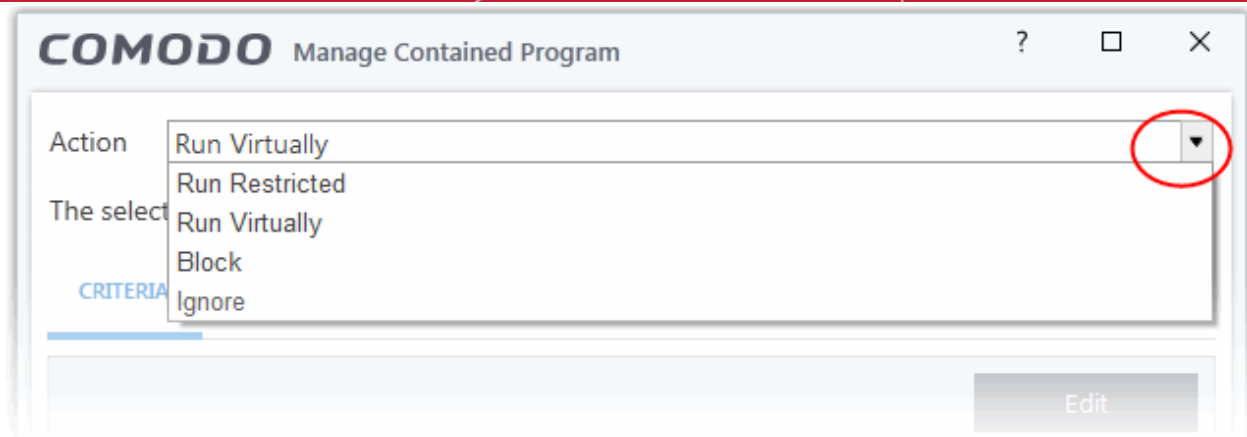 COMODO Manage Contained Program ?
Action Run Virtually
Run Restricted
The select
Run Virtually
Block
CRITERIA
Ignore
Edit